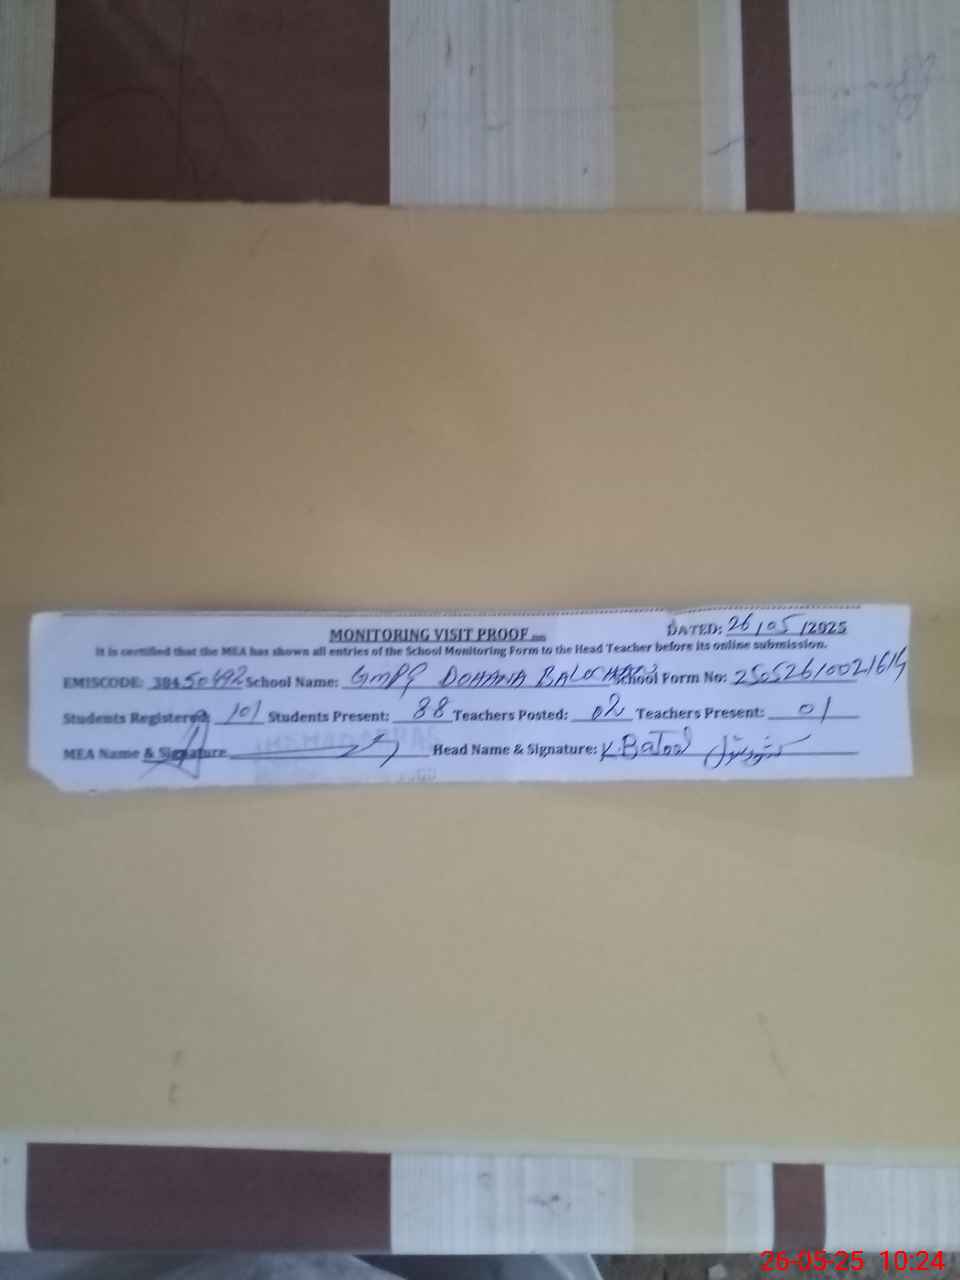 MONITORING VISIT PROOF
DATED: 26/05/2025
It is certified that the MEA has shown all entries of the School Monitoring Form to the Head Teacher before its online submission.
EMISCODE: 38450492 School Name: GMPS DOHANA BALOCHAN School Form No: 25052610021614
Students Registered: 101 Students Present: 88 Teachers Posted: 02 Teachers Present: 01
MEA Name & Signature Head Name & Signature: K.Batool
26-05-25 10:24